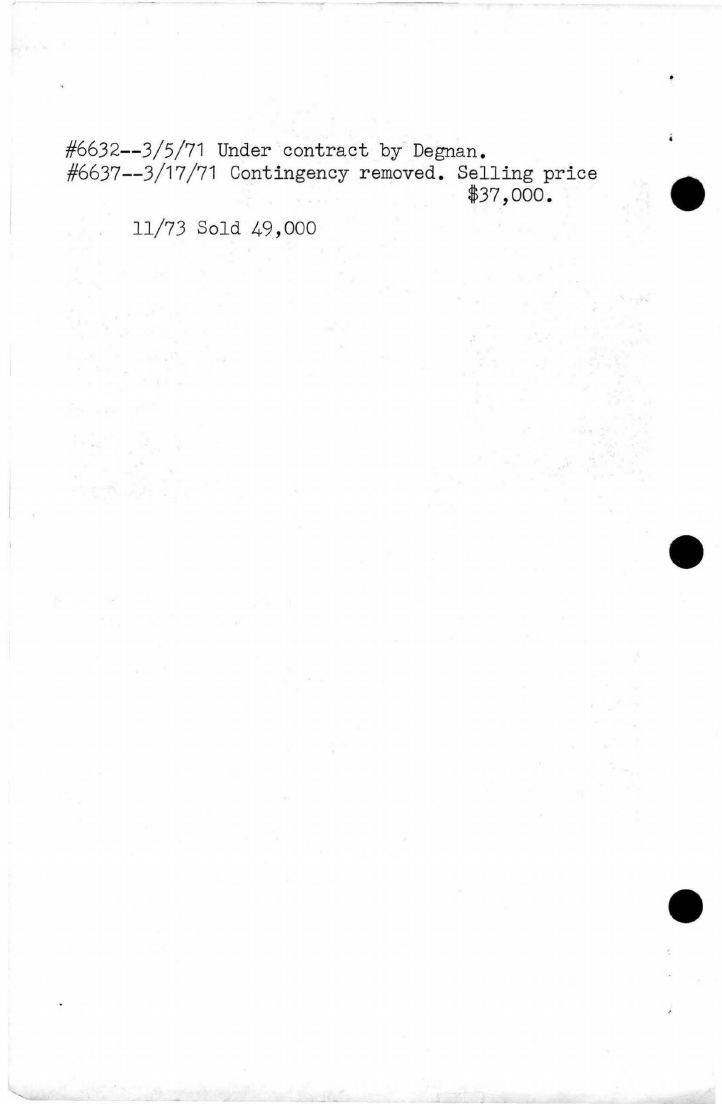 #6632--3/5/71 Under contract by Degnan.
#6637--3/17/71 Contingency removed. Selling price
$37,000.
11/73 Sold 49,000